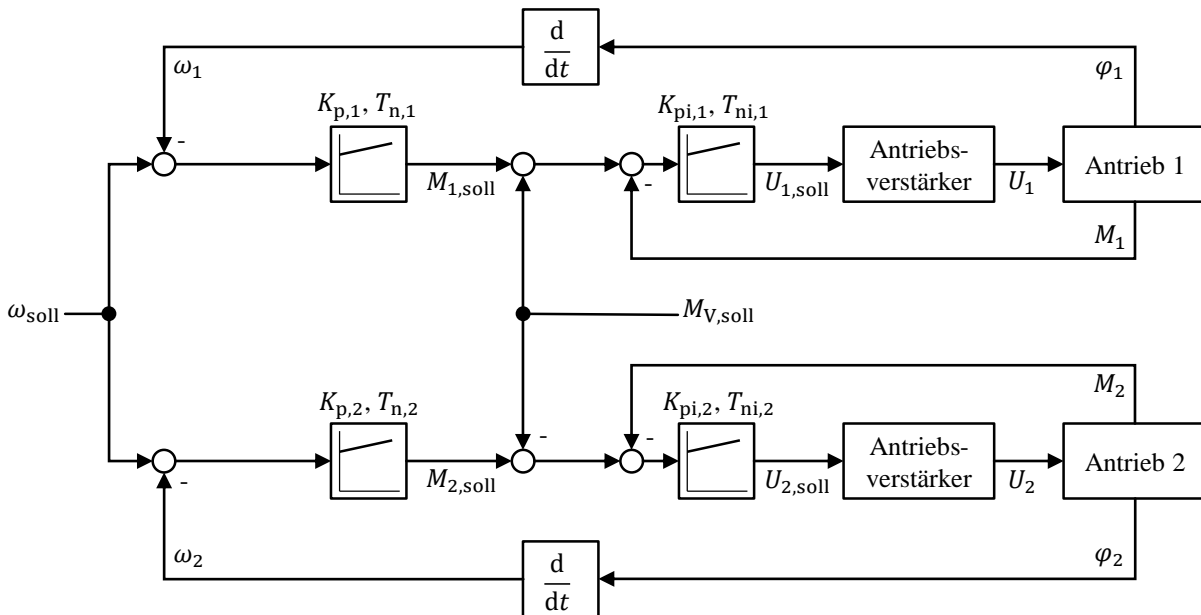 d
dt
ω₁
φ₁
Kp,1, Tn,1
Kpi,1, Tni,1
-
M1,soll
-
U1,soll
Antriebs-
verstärker
U₁
Antrieb 1
M₁
ωsoll
MV,soll
M₂
Kp,2, Tn,2
Kpi,2, Tni,2
-
-
-
M2,soll
U2,soll
Antriebs-
verstärker
U₂
Antrieb 2
ω₂
φ₂
d
dt